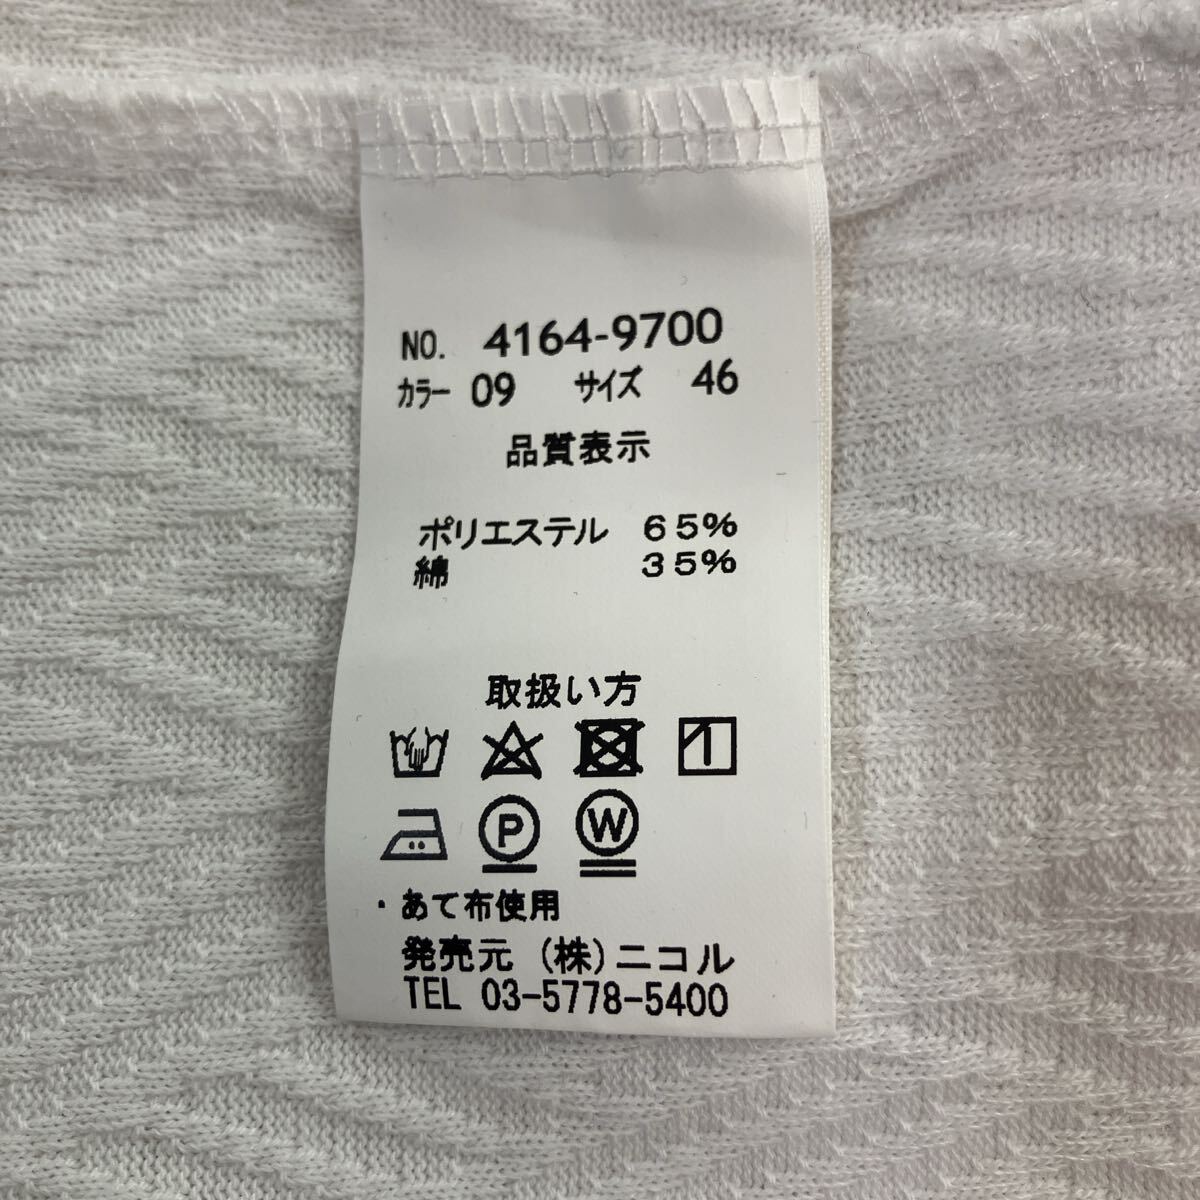 NO. 4164-9700
カラー 09 サイズ 46
品質表示
ポリエステル 65%
綿 35%
取扱い方
P W
・あて布使用
発売元 (株)ニコル
TEL 03-5778-5400